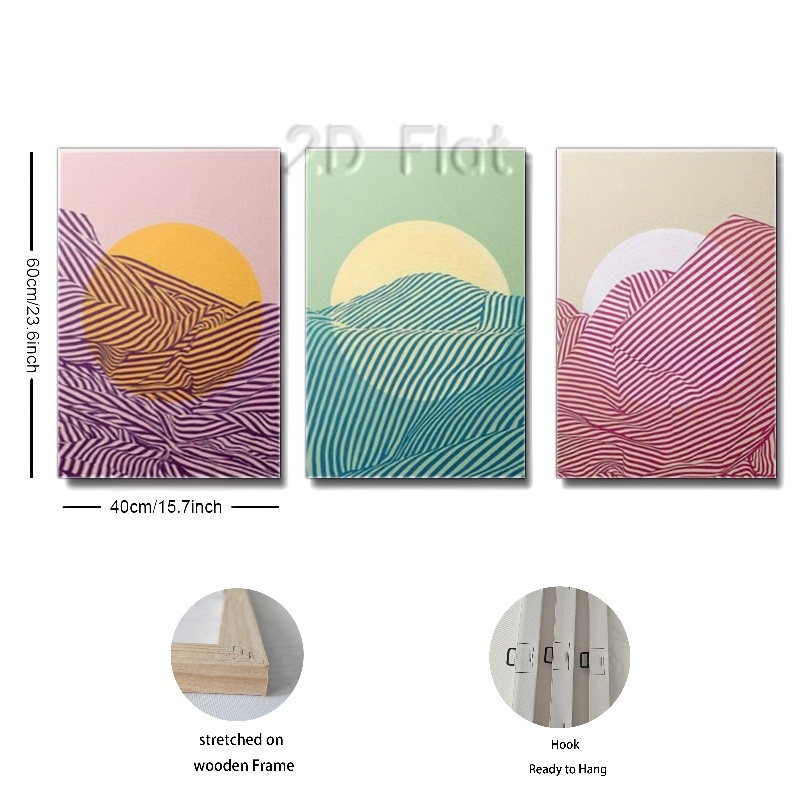 2D Flat
60cm/23.6inch
40cm/15.7inch
stretched on
wooden Frame
Hook
Ready to Hang